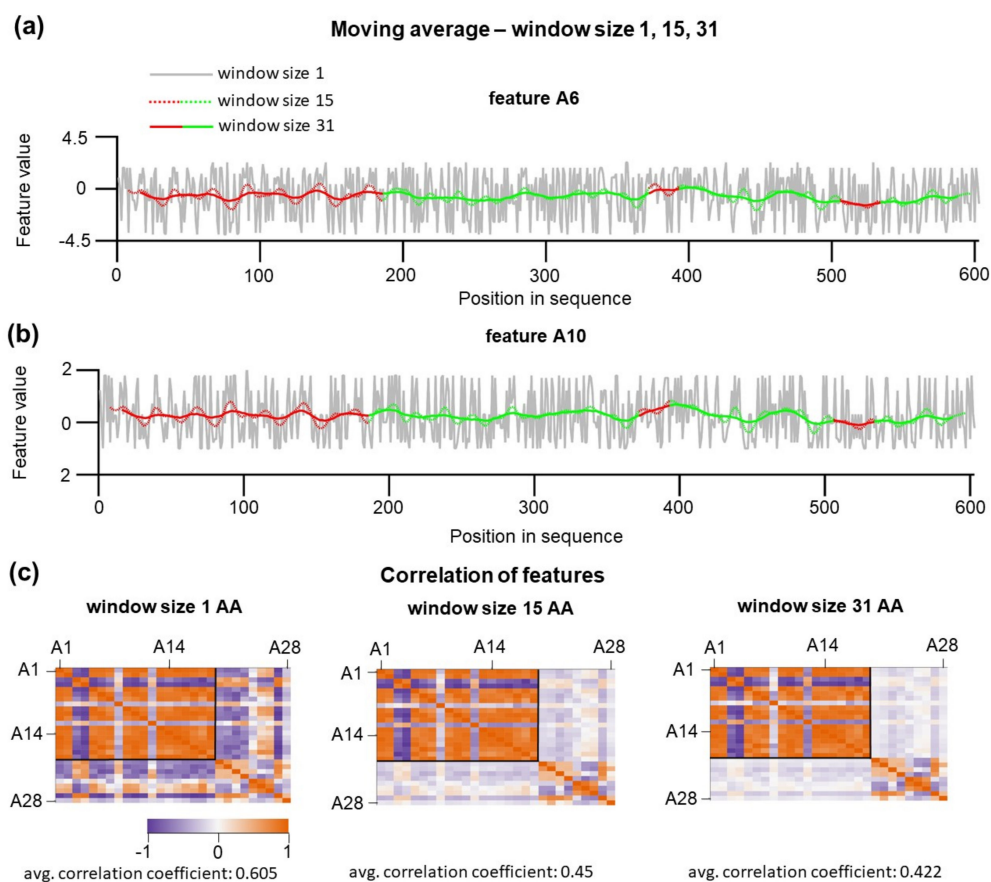 (a)
Moving average – window size 1, 15, 31
window size 1
window size 15
window size 31
feature A6
Feature value
4.5
0
-4.5
0 100 200 300 400 500 600
Position in sequence
(b)
feature A10
Feature value
2
0
2
0 100 200 300 400 500 600
Position in sequence
(c)
Correlation of features
window size 1 AA
window size 15 AA
window size 31 AA
A1 A14 A28
A1 A14 A28
A1 A14 A28
A1
A14
A28
A1
A14
A28
A1
A14
A28
-1 0 1
avg. correlation coefficient: 0.605
avg. correlation coefficient: 0.45
avg. correlation coefficient: 0.422